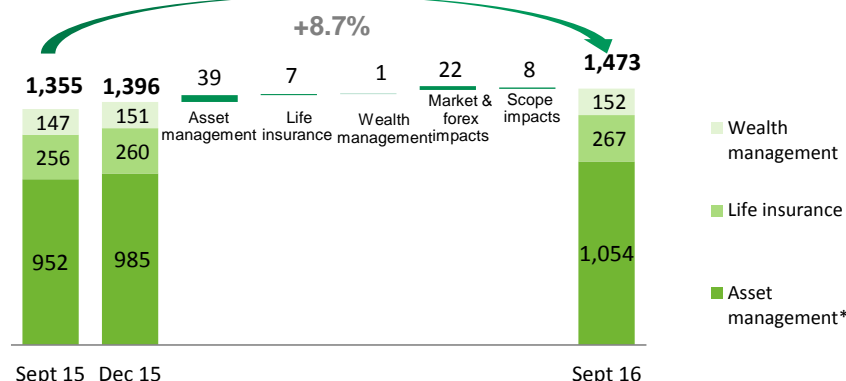 +8.7%
1,355
1,396
39
7
1
22
8
1,473
Asset
management
Life
insurance
Wealth
management
Market &
forex
impacts
Scope
impacts
147
151
152
256
260
267
952
985
1,054
Wealth
management
Life insurance
Asset
management*
Sept 15
Dec 15
Sept 16